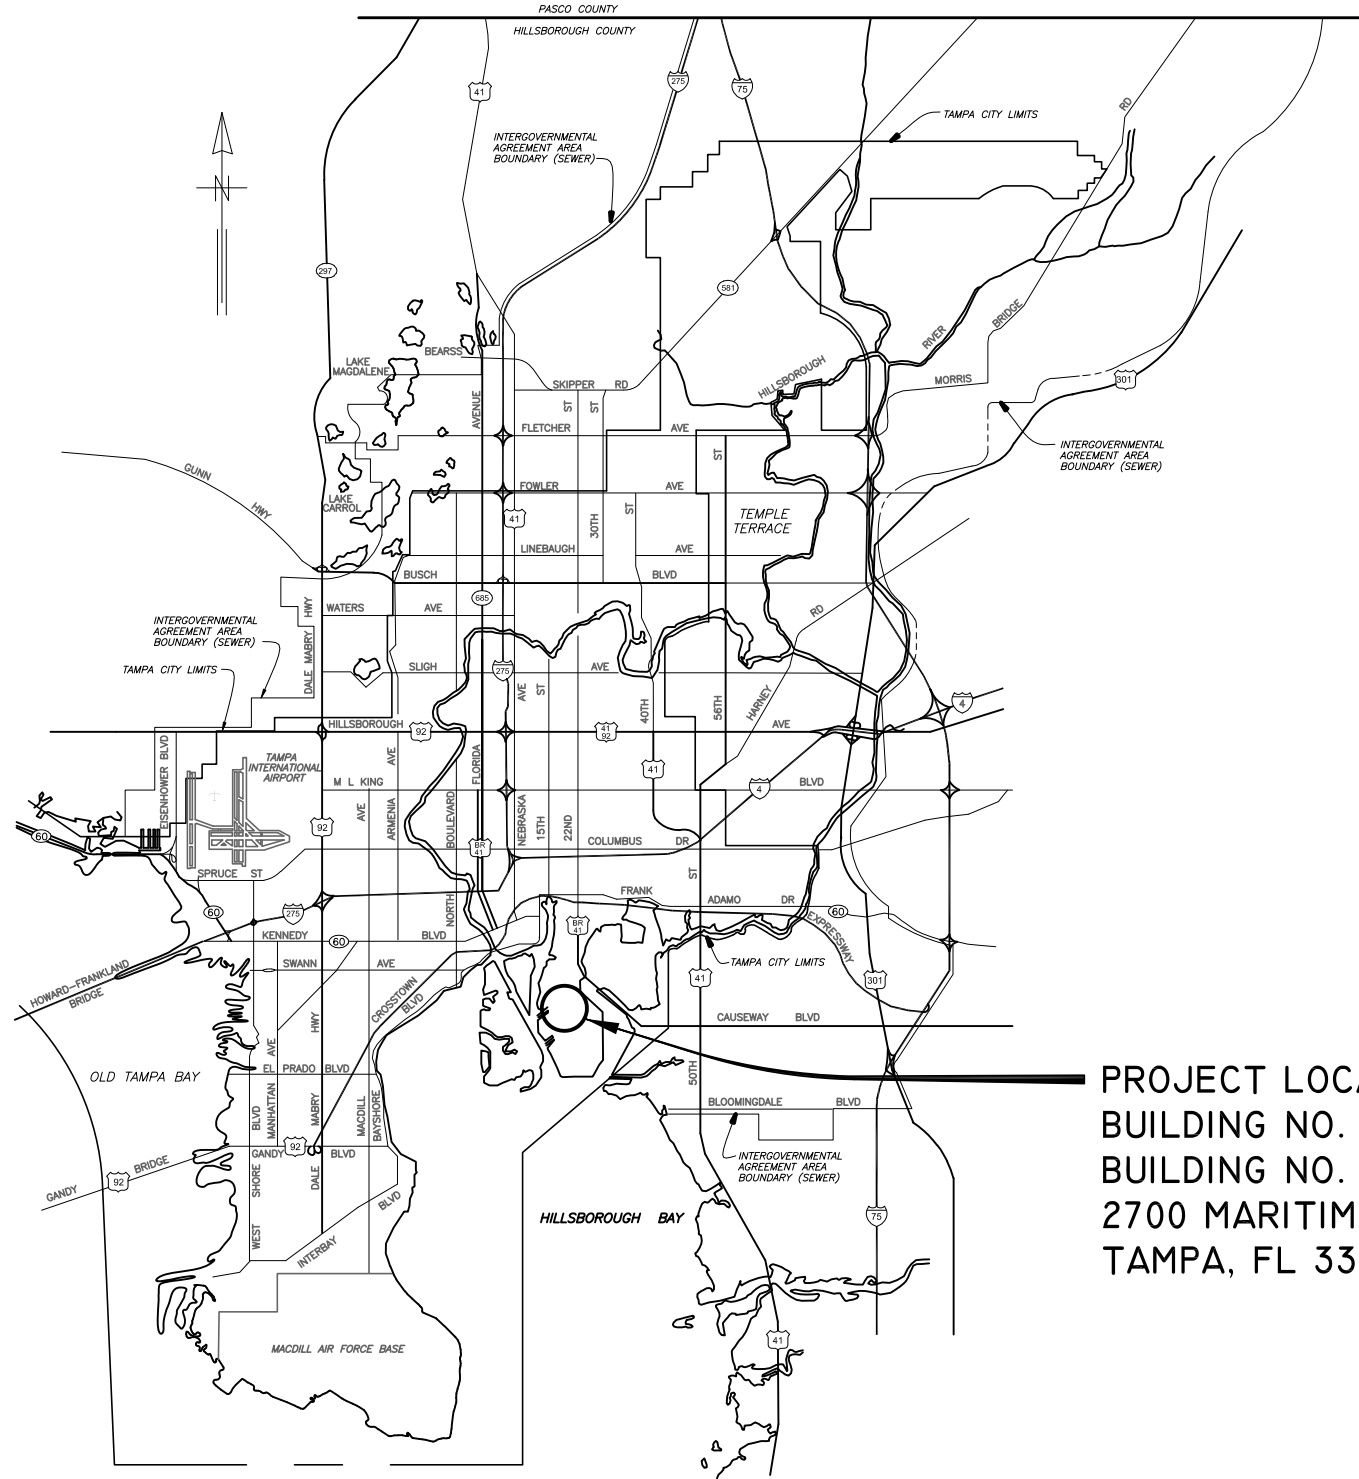 PASCO COUNTY
HILLSBOROUGH COUNTY
41
275
75
RD
TAMPA CITY LIMITS
INTERGOVERNMENTAL
AGREEMENT AREA
BOUNDARY (SEWER)
N
297
581
BRIDGE
RIVER
BEARSS
LAKE
MAGDALENE
HILLSBOROUGH
MORRIS
301
SKIPPER RD
AVENUE
ST
ST
FLETCHER AVE
INTERGOVERNMENTAL
AGREEMENT AREA
BOUNDARY (SEWER)
ST
GUNN
HWY
FOWLER AVE
LAKE
CARROL
41
30TH
ST
TEMPLE
TERRACE
LINEBAUGH AVE
BUSCH BLVD
685
WATERS AVE
RD
DALE MABRY HWY
INTERGOVERNMENTAL
AGREEMENT AREA
BOUNDARY (SEWER)
TAMPA CITY LIMITS
SLIGH AVE
275
AVE
ST
40TH
56TH
HARNEY
4
HILLSBOROUGH AVE
92
41
92
EISENHOWER BLVD
TAMPA
INTERNATIONAL
AIRPORT
AVE
FLORIDA
41
M L KING BLVD
4
AVE
ARMENIA
BOULEVARD
NEBRASKA
15TH
22ND
60
92
BR
41
COLUMBUS DR
SPRUCE ST
ST
FRANK
ADAMO DR
60
60
275
NORTH
BR
41
EXPRESSWAY
KENNEDY BLVD
60
SWANN AVE
TAMPA CITY LIMITS
HOWARD-FRANKLAND
BRIDGE
CROSSTOWN
BLVD
41
301
HWY
AVE
CAUSEWAY BLVD
EL PRADO BLVD
OLD TAMPA BAY
50TH
PROJECT LOCA
BUILDING NO.
BUILDING NO.
2700 MARITIM
TAMPA, FL 33
BLVD
MANHATTAN
MABRY
MACDILL
BAYSHORE
BLOOMINGDALE BLVD
92
GANDY BLVD
INTERGOVERNMENTAL
AGREEMENT AREA
BOUNDARY (SEWER)
GANDY
92
BRIDGE
SHORE
DALE
BLVD
WEST
INTERBAY
HILLSBOROUGH BAY
75
MACDILL AIR FORCE BASE
41